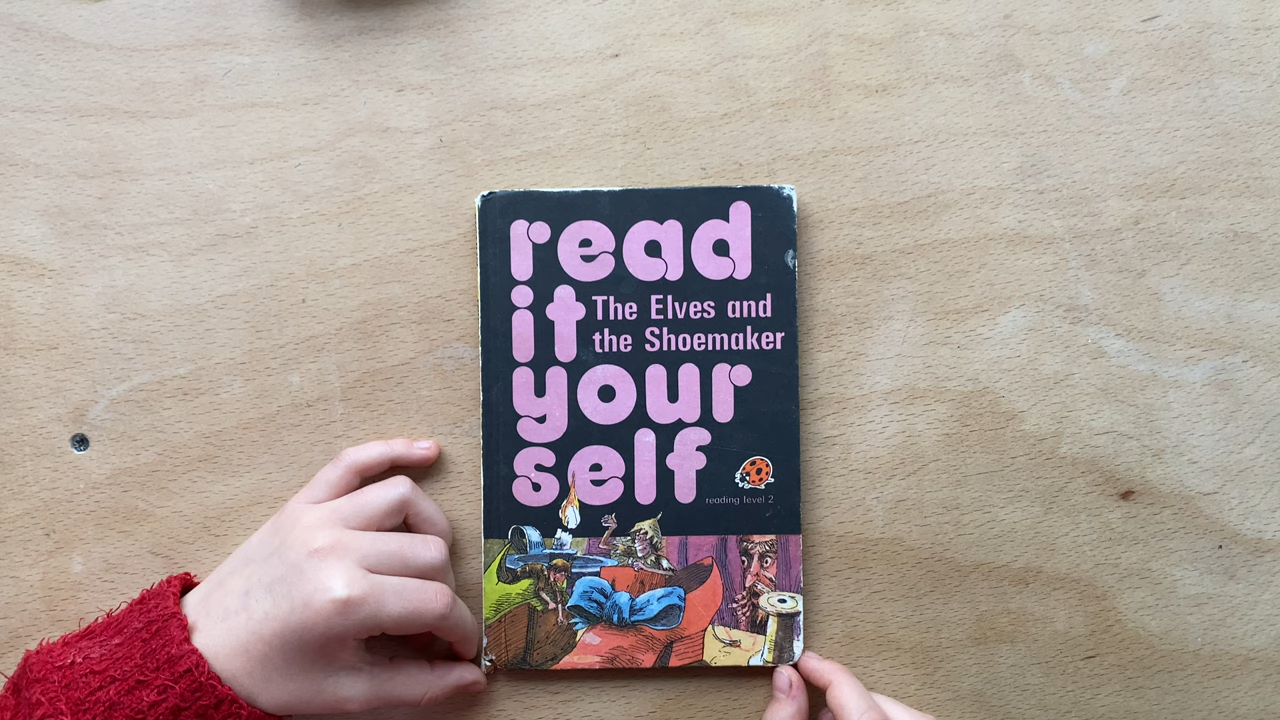 read
it
The Elves and
the Shoemaker
your
self
reading level 2